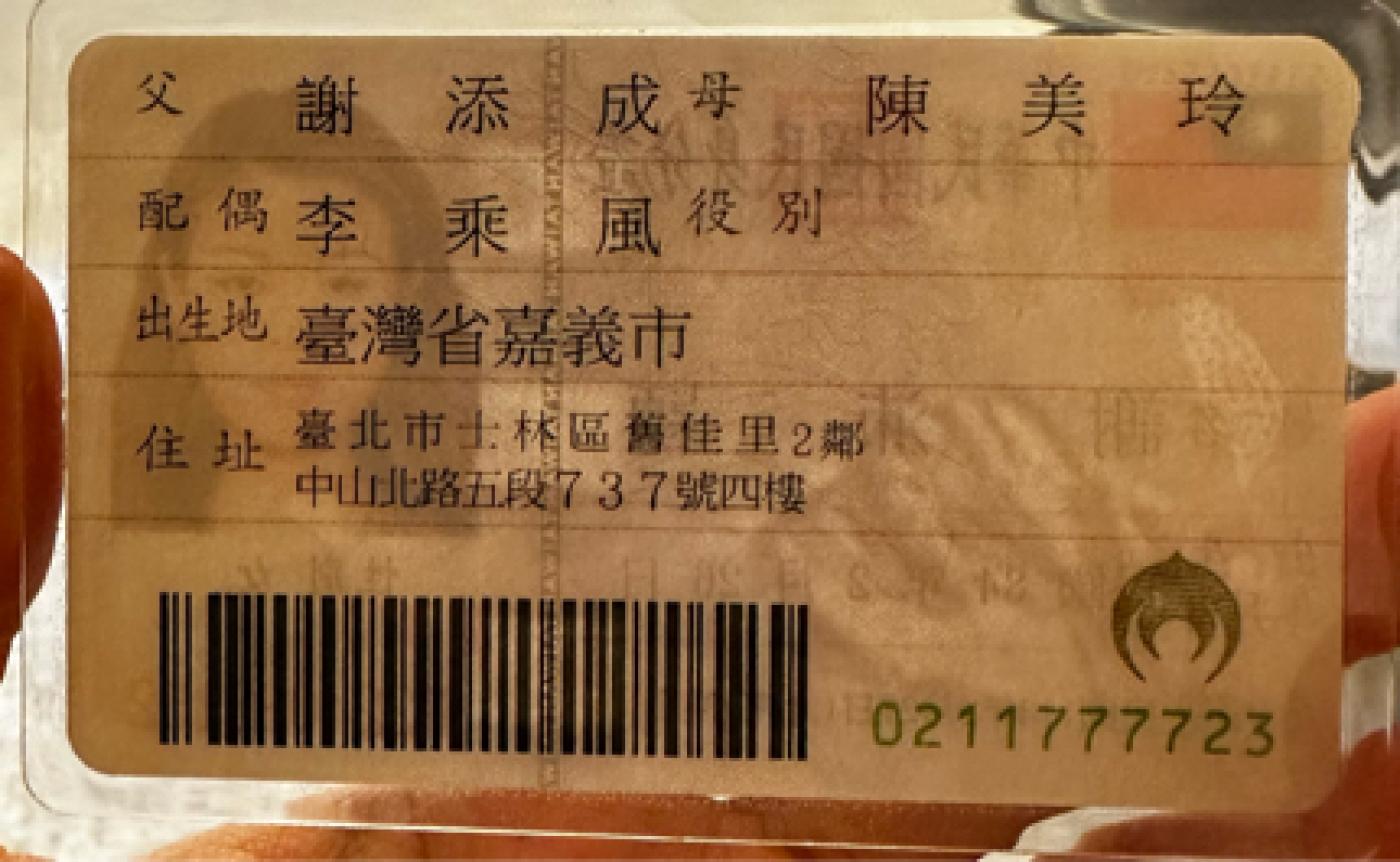 父 謝添成 母 陳美玲
配偶 李乘風 役別
出生地 臺灣省嘉義市
住址 臺北市士林區舊佳里2鄰
中山北路五段737號四樓
0211777723